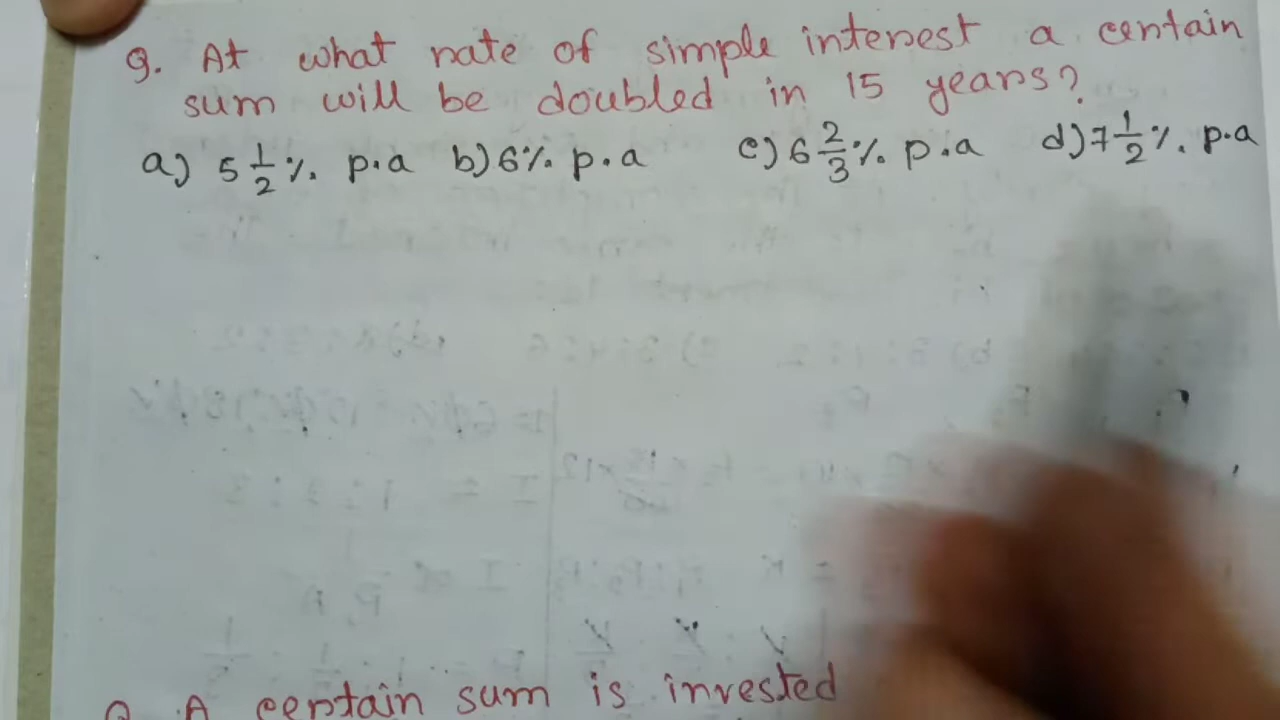 Q. At what rate of simple interest a certain
sum will be doubled in 15 years?
a) 5 1/2 %. p.a b) 6%. p.a c) 6 2/3 %. p.a d) 7 1/2 %. p.a
Q. A certain sum is invested